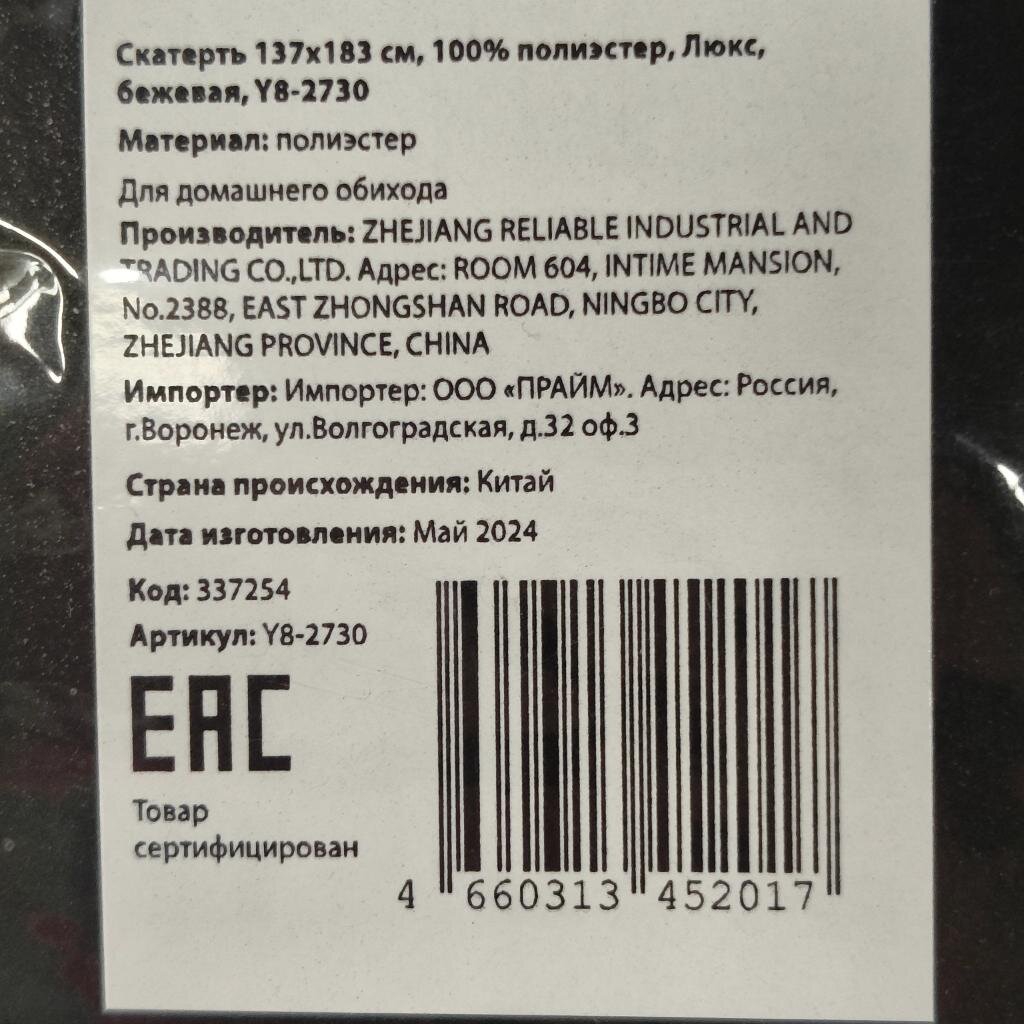 Скатерть 137х183 см, 100% полиэстер, Люкс,
бежевая, Y8-2730
Материал: полиэстер
Для домашнего обихода
Производитель: ZHEJIANG RELIABLE INDUSTRIAL AND
TRADING CO.,LTD. Адрес: ROOM 604, INTIME MANSION,
No.2388, EAST ZHONGSHAN ROAD, NINGBO CITY,
ZHEJIANG PROVINCE, CHINA
Импортер: Импортер: ООО «ПРАЙМ». Адрес: Россия,
г.Воронеж, ул.Волгоградская, д.32 оф.3
Страна происхождения: Китай
Дата изготовления: Май 2024
Код: 337254
Артикул: Y8-2730
EAC
Товар
сертифицирован
4 660313 452017